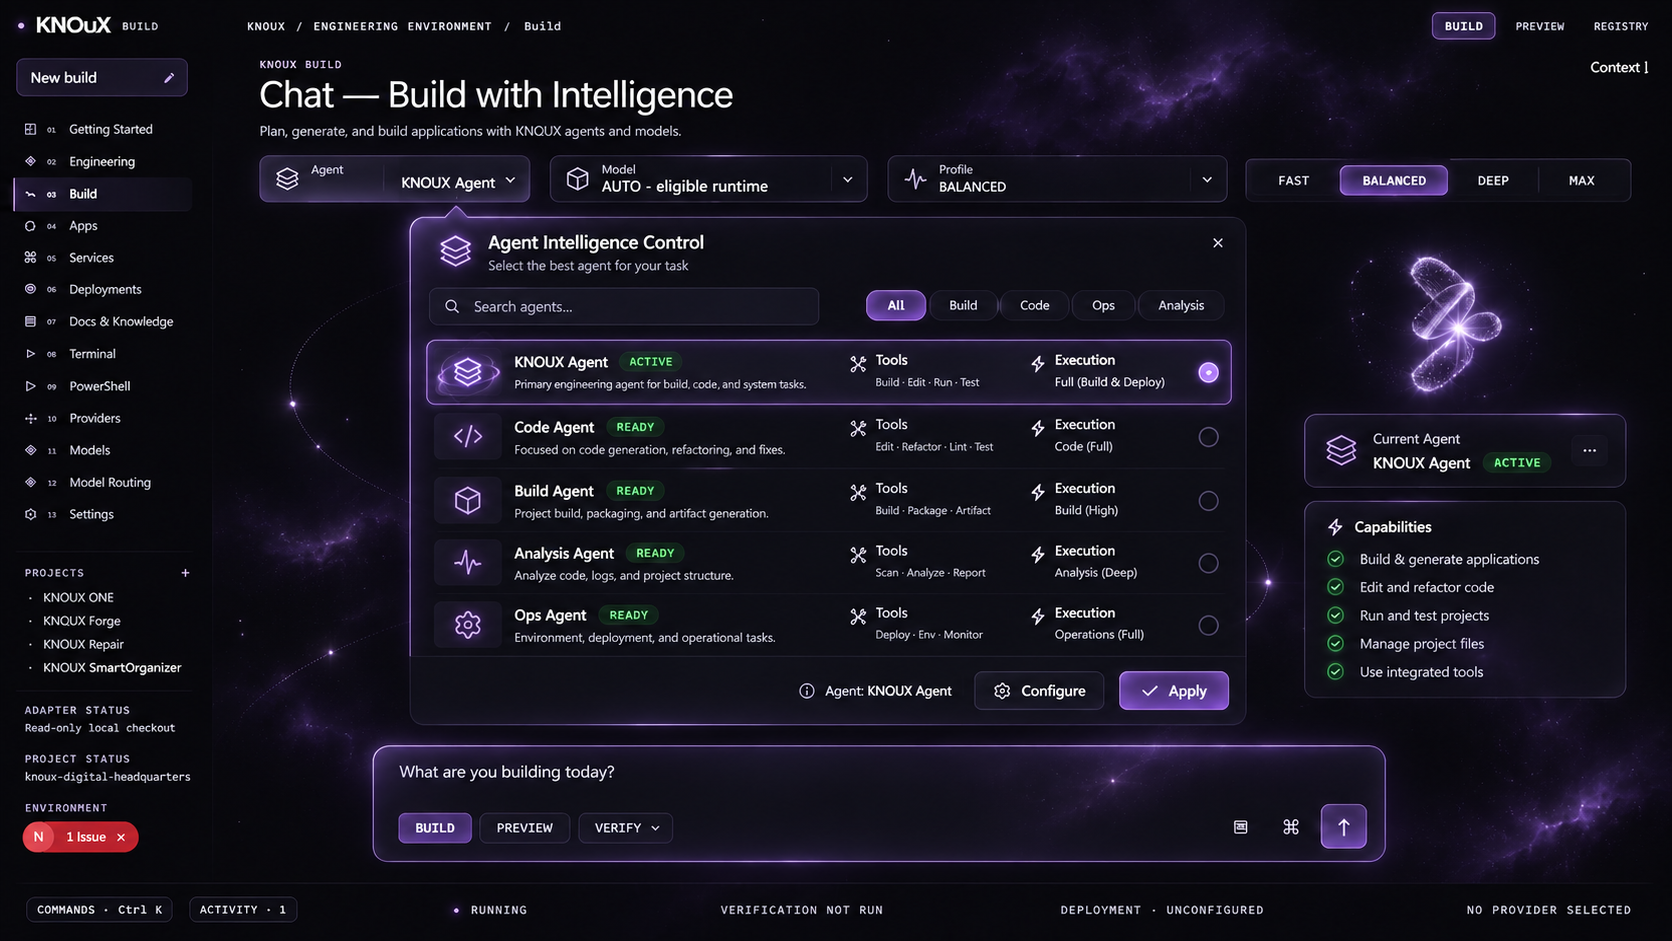 KNOuX BUILD
KNOUX / ENGINEERING ENVIRONMENT / Build
BUILD
PREVIEW
REGISTRY
New build
KNOUX BUILD
Context
Chat — Build with Intelligence
Plan, generate, and build applications with KNQUX agents and models.
01 Getting Started
02 Engineering
03 Build
04 Apps
05 Services
06 Deployments
07 Docs & Knowledge
08 Terminal
09 PowerShell
10 Providers
11 Models
12 Model Routing
13 Settings
PROJECTS +
· KNOUX ONE
· KNQUX Forge
· KNOUX Repair
· KNOUX SmartOrganizer
ADAPTER STATUS
Read-only local checkout
PROJECT STATUS
knoux-digital-headquarters
ENVIRONMENT
N 1 Issue ×
Agent
KNOUX Agent
Model
AUTO - eligible runtime
Profile
BALANCED
FAST
BALANCED
DEEP
MAX
Agent Intelligence Control
Select the best agent for your task
Search agents...
All
Build
Code
Ops
Analysis
KNOUX Agent ACTIVE
Primary engineering agent for build, code, and system tasks.
Tools
Build · Edit · Run · Test
Execution
Full (Build & Deploy)
Code Agent READY
Focused on code generation, refactoring, and fixes.
Tools
Edit · Refactor · Lint · Test
Execution
Code (Full)
Build Agent READY
Project build, packaging, and artifact generation.
Tools
Build · Package · Artifact
Execution
Build (High)
Analysis Agent READY
Analyze code, logs, and project structure.
Tools
Scan · Analyze · Report
Execution
Analysis (Deep)
Ops Agent READY
Environment, deployment, and operational tasks.
Tools
Deploy · Env · Monitor
Execution
Operations (Full)
Agent: KNOUX Agent
Configure
Apply
Current Agent
KNOUX Agent ACTIVE
...
Capabilities
Build & generate applications
Edit and refactor code
Run and test projects
Manage project files
Use integrated tools
What are you building today?
BUILD
PREVIEW
VERIFY
COMMANDS · Ctrl K
ACTIVITY · 1
RUNNING
VERIFICATION NOT RUN
DEPLOYMENT · UNCONFIGURED
NO PROVIDER SELECTED